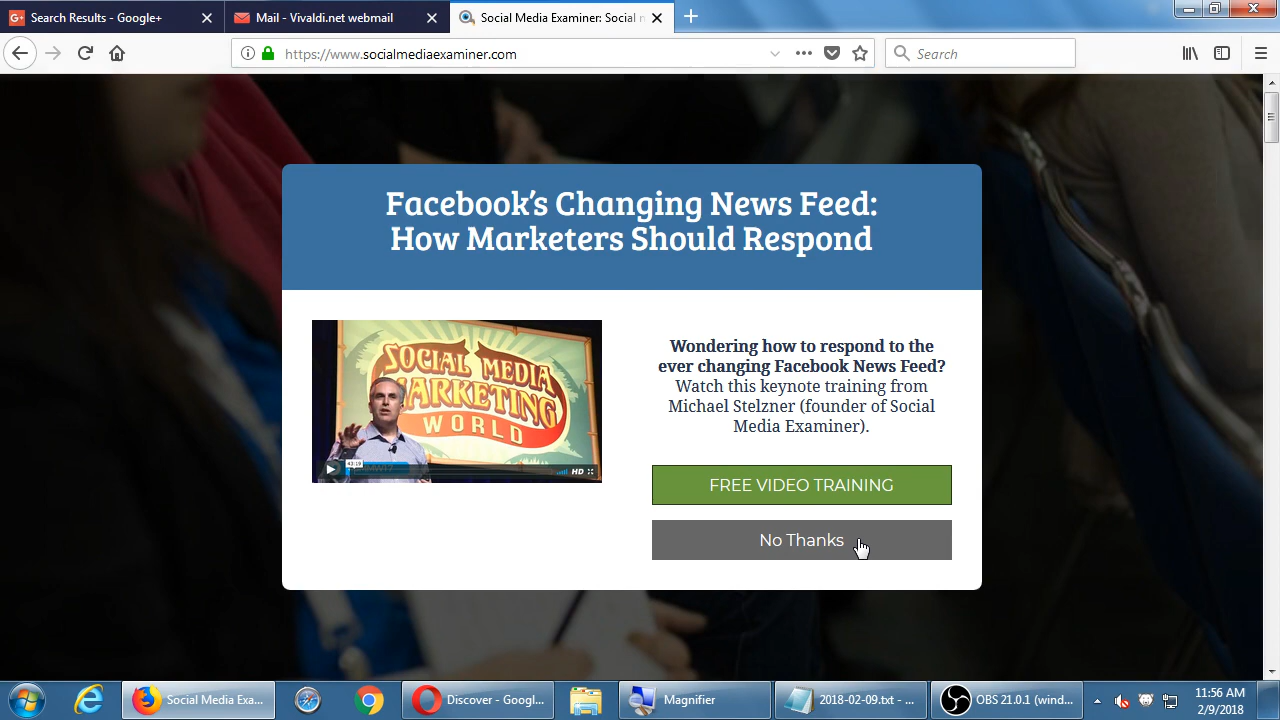 Search Results - Google+
Mail - Vivaldi.net webmail
Social Media Examiner: Social
https://www.socialmediaexaminer.com
Search
Facebook's Changing News Feed:
How Marketers Should Respond
SOCIAL MEDIA
MARKETING
WORLD
43:19
HD
Wondering how to respond to the
ever changing Facebook News Feed?
Watch this keynote training from
Michael Stelzner (founder of Social
Media Examiner).
FREE VIDEO TRAINING
No Thanks
Social Media Exa...
Discover - Googl...
Magnifier
2018-02-09.txt - ...
OBS 21.0.1 (wind...
11:56 AM
2/9/2018